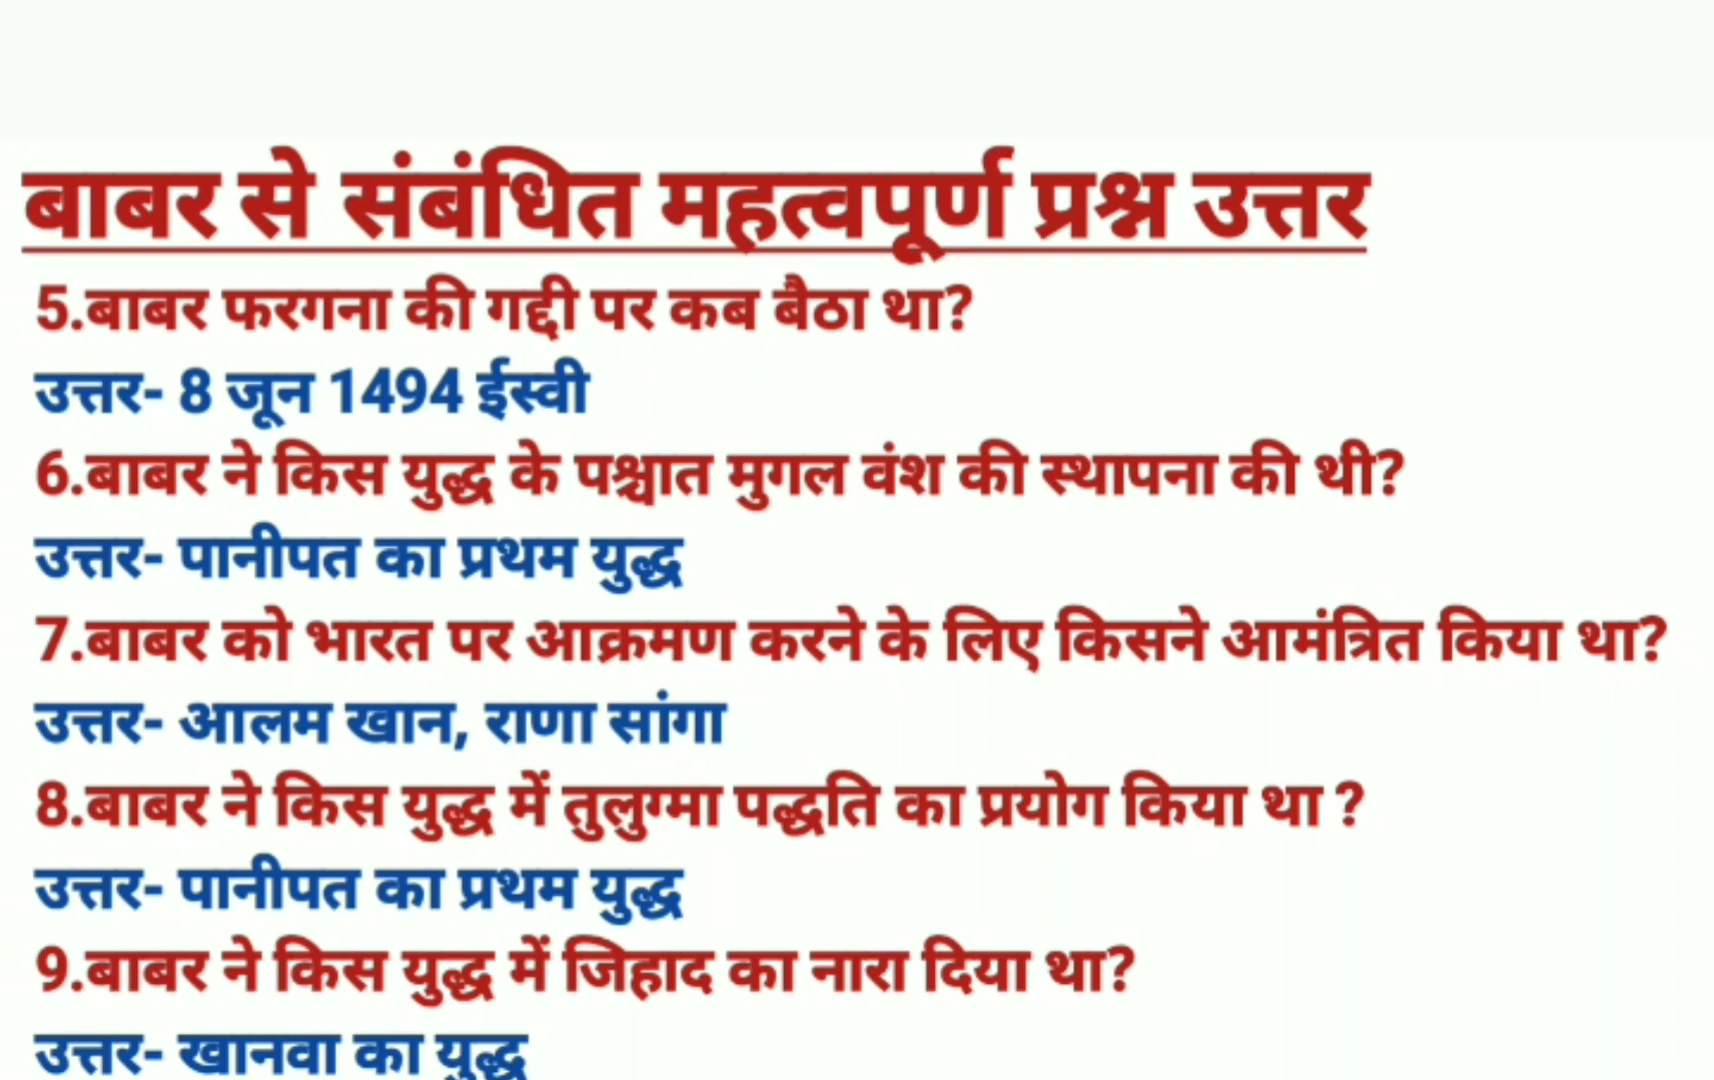 बाबर से संबंधित महत्वपूर्ण प्रश्न उत्तर
5.बाबर फरगना की गद्दी पर कब बैठा था?
उत्तर- 8 जून 1494 ईस्वी
6.बाबर ने किस युद्ध के पश्चात मुगल वंश की स्थापना की थी?
उत्तर- पानीपत का प्रथम युद्ध
7.बाबर को भारत पर आक्रमण करने के लिए किसने आमंत्रित किया था?
उत्तर- आलम खान, राणा सांगा
8.बाबर ने किस युद्ध में तुलुग्मा पद्धति का प्रयोग किया था ?
उत्तर- पानीपत का प्रथम युद्ध
9.बाबर ने किस युद्ध में जिहाद का नारा दिया था?
उत्तर- खानवा का युद्ध